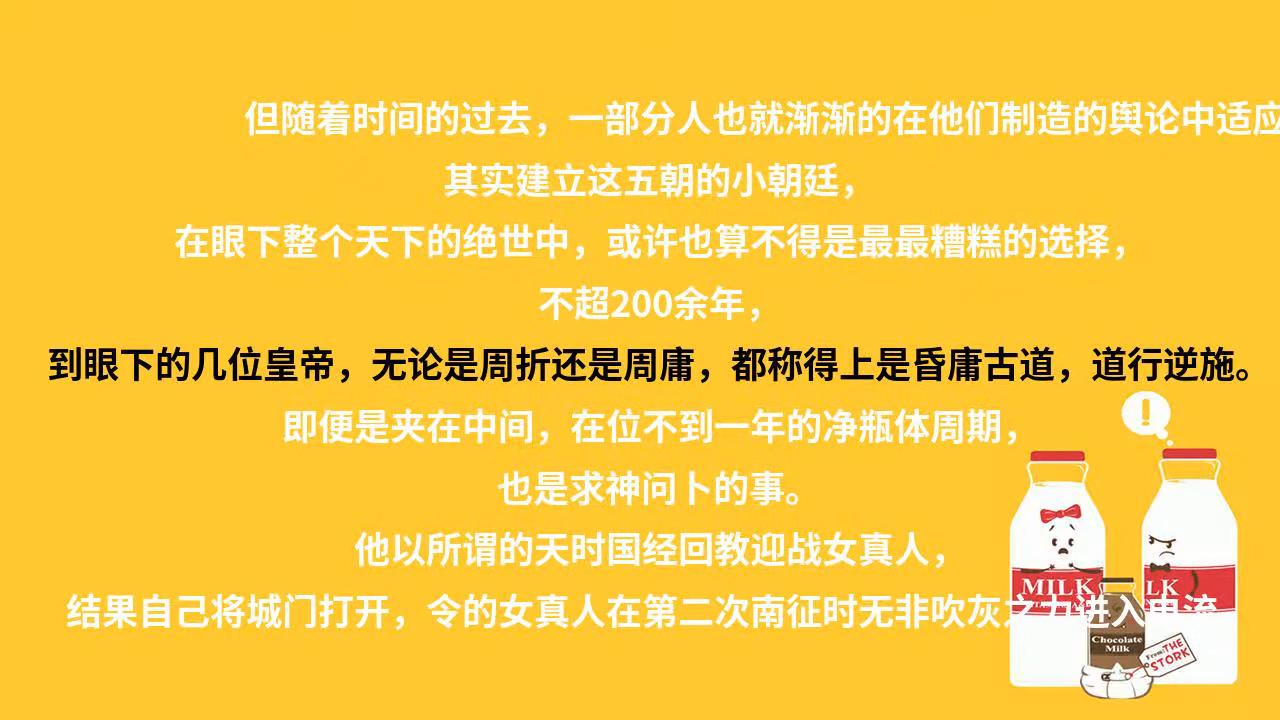 但随着时间的过去，一部分人也就渐渐的在他们制造的舆论中适应
其实建立这五朝的小朝廷，
在眼下整个天下的绝世中，或许也算不得是最最糟糕的选择，
不超200余年，
到眼下的几位皇帝，无论是周折还是周庸，都称得上是昏庸古道，道行逆施。
即便是夹在中间，在位不到一年的净瓶体周期，
也是求神问卜的事。
他以所谓的天时国经回教迎战女真人，
结果自己将城门打开，令的女真人在第二次南征时无非吹灰之力进入中流
!
MILK
LK
Chocolate
Milk
From: THE
STORK